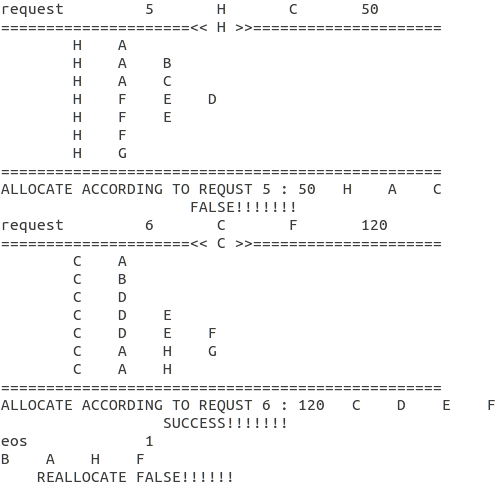 request 5 H C 50
=====================<< H >>=====================
H A
H A B
H A C
H F E D
H F E
H F
H G
=================================================
ALLOCATE ACCORDING TO REQUST 5 : 50 H A C
FALSE!!!!!!!
request 6 C F 120
=====================<< C >>=====================
C A
C B
C D
C D E
C D E F
C A H G
C A H
=================================================
ALLOCATE ACCORDING TO REQUST 6 : 120 C D E F
SUCCESS!!!!!!!
eos 1
B A H F
REALLOCATE FALSE!!!!!!